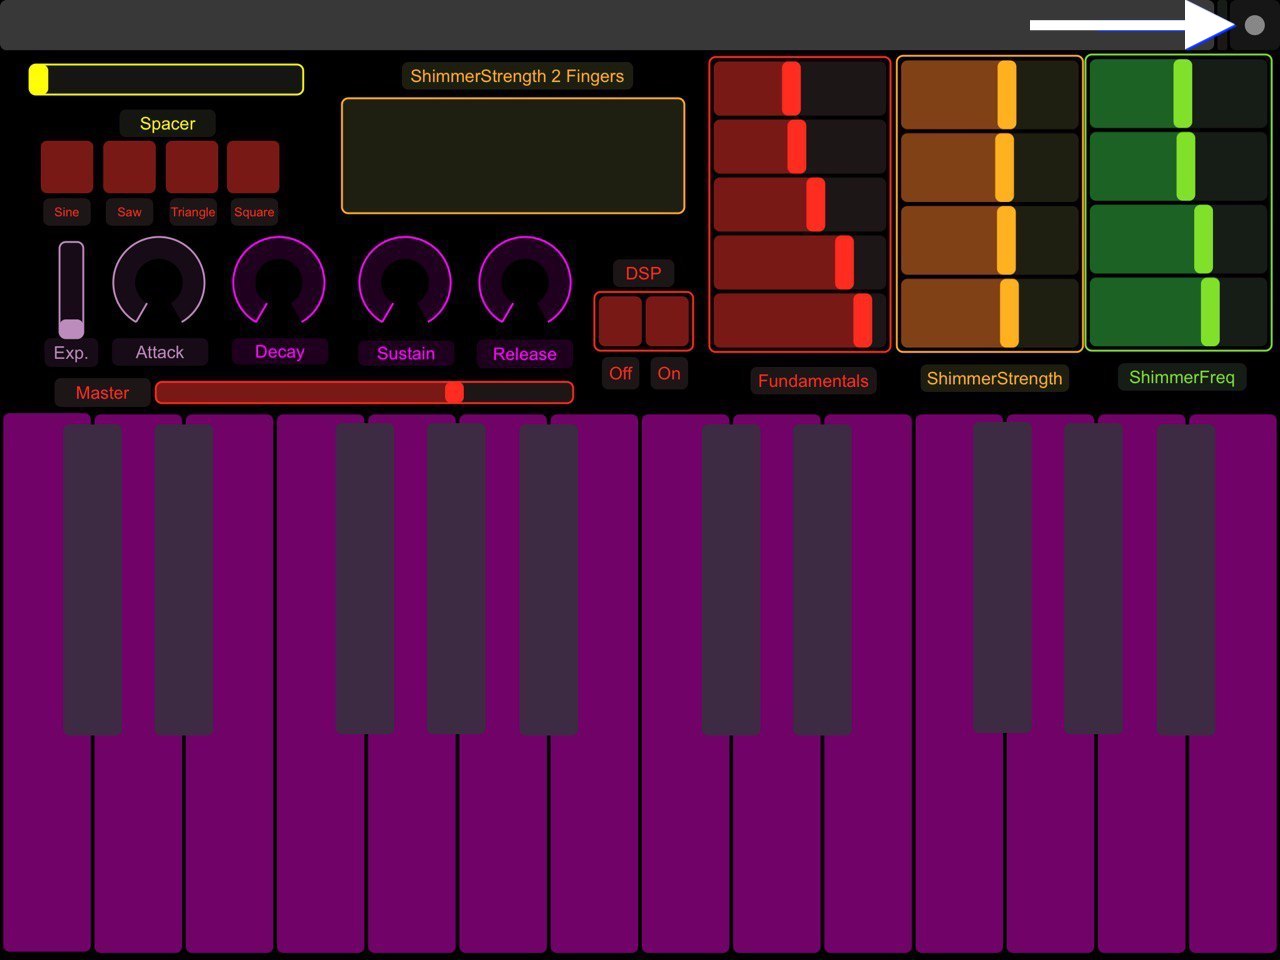 ShimmerStrength 2 Fingers
Spacer
Sine
Saw
Triangle
Square
DSP
Exp.
Attack
Decay
Sustain
Release
Off
On
Fundamentals
ShimmerStrength
ShimmerFreq
Master